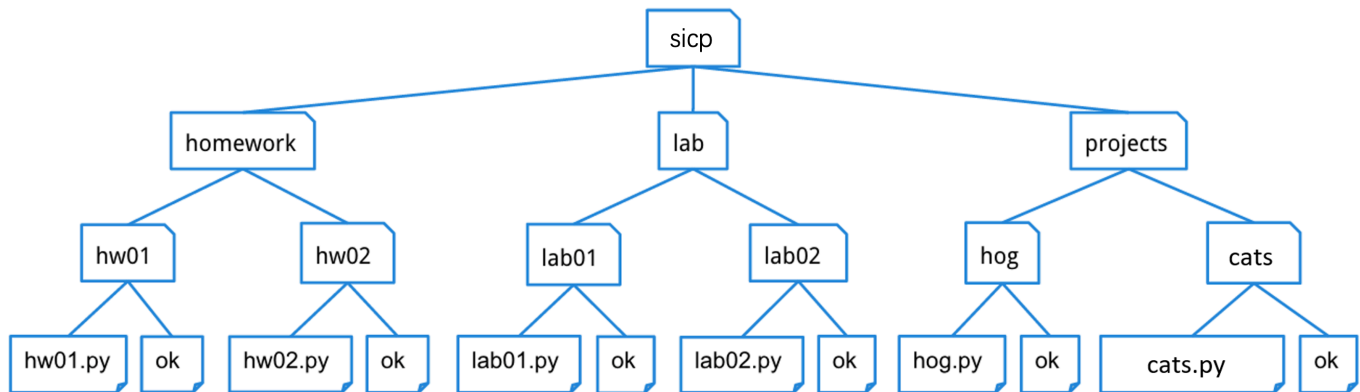 sicp
homework lab projects
hw01 hw02 lab01 lab02 hog cats
hw01.py ok hw02.py ok lab01.py ok lab02.py ok hog.py ok cats.py ok